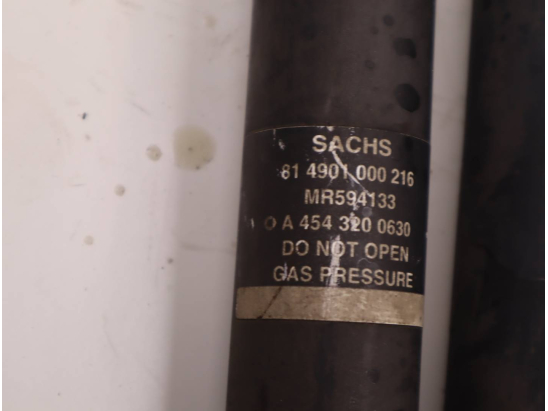 SACHS
81 4901 000 216
MR594133
O A 454 320 0630
DO NOT OPEN
GAS PRESSURE